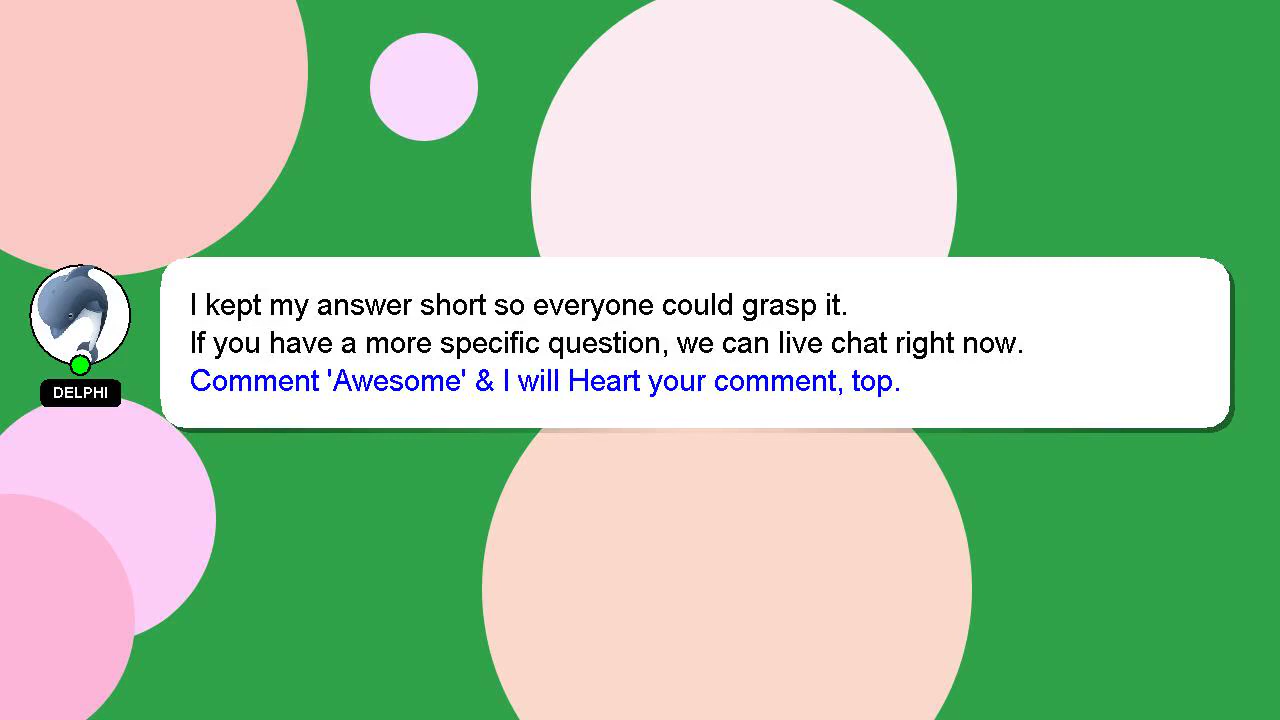 I kept my answer short so everyone could grasp it.
If you have a more specific question, we can live chat right now.
Comment 'Awesome' & I will Heart your comment, top.
DELPHI